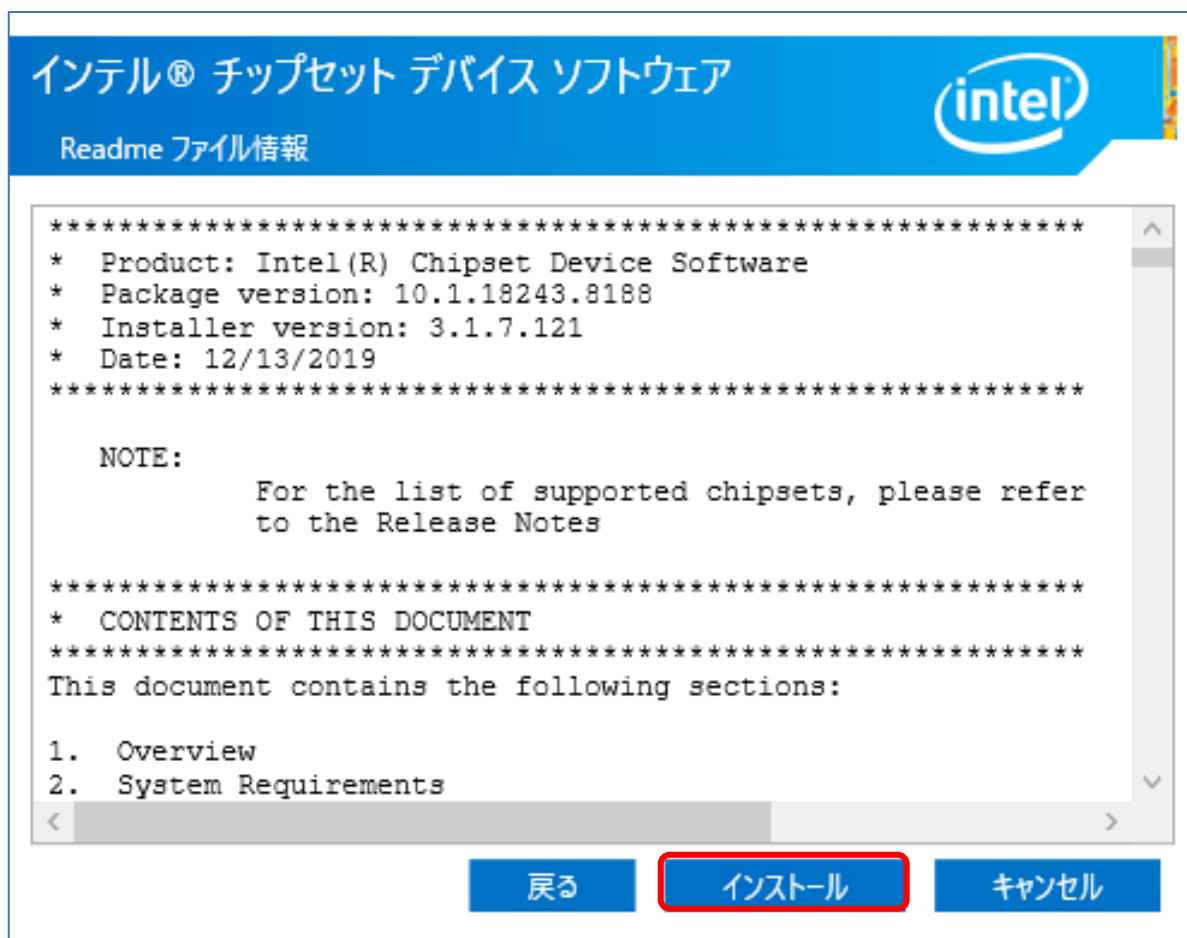 インテル® チップセット デバイス ソフトウェア
intel
Readme ファイル情報
************************************************************
*  Product: Intel(R) Chipset Device Software
*  Package version: 10.1.18243.8188
*  Installer version: 3.1.7.121
*  Date: 12/13/2019
************************************************************
NOTE:
For the list of supported chipsets, please refer
to the Release Notes
************************************************************
*  CONTENTS OF THIS DOCUMENT
************************************************************
This document contains the following sections:
1.  Overview
2.  System Requirements
戻る インストール キャンセル